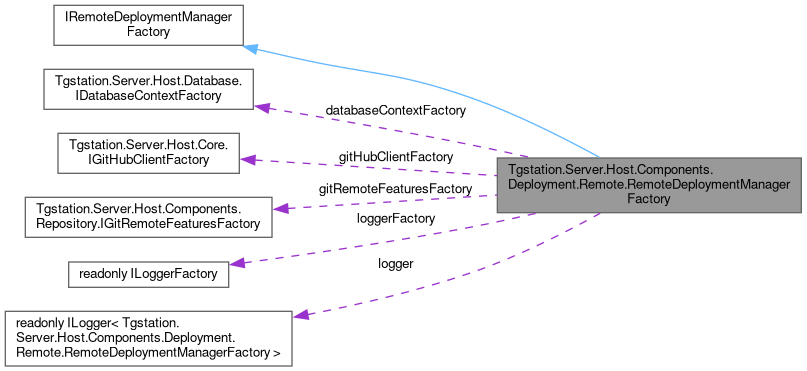 IRemoteDeploymentManager
Factory
Tgstation.Server.Host.Database.
IDatabaseContextFactory
databaseContextFactory
Tgstation.Server.Host.Core.
IGitHubClientFactory
gitHubClientFactory
Tgstation.Server.Host.Components.
Deployment.Remote.RemoteDeploymentManager
Factory
gitRemoteFeaturesFactory
Tgstation.Server.Host.Components.
Repository.IGitRemoteFeaturesFactory
loggerFactory
readonly ILoggerFactory
logger
readonly ILogger< Tgstation.
Server.Host.Components.Deployment.
Remote.RemoteDeploymentManagerFactory >